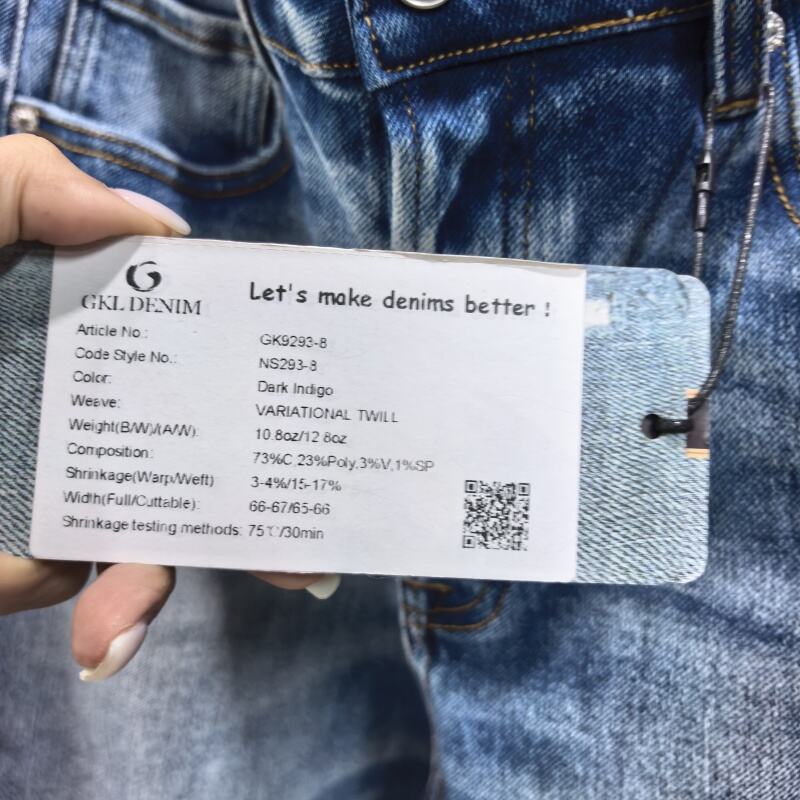 GKL DENIM
Let's make denims better !
Article No.: GK9293-8
Code Style No.: NS293-8
Color: Dark Indigo
Weave: VARIATIONAL TWILL
Weight(B/W)/(A/W): 10.8oz/12.8oz
Composition: 73%C,23%Poly,3%V,1%SP
Shrinkage(Warp/Weft) 3-4%/15-17%
Width(Full/Cuttable): 66-67/65-66
Shrinkage testing methods: 75℃/30min